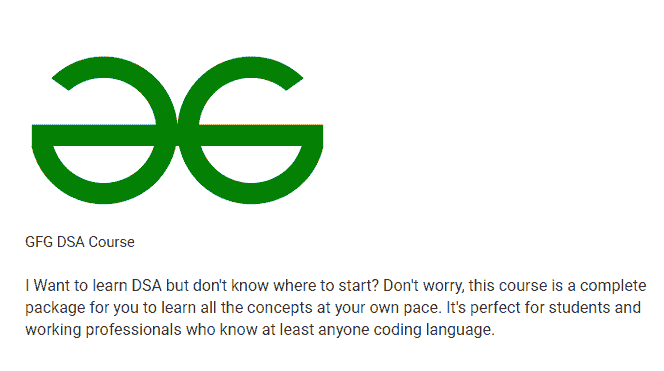 GFG DSA Course
I Want to learn DSA but don't know where to start? Don't worry, this course is a complete
package for you to learn all the concepts at your own pace. It's perfect for students and
working professionals who know at least anyone coding language.